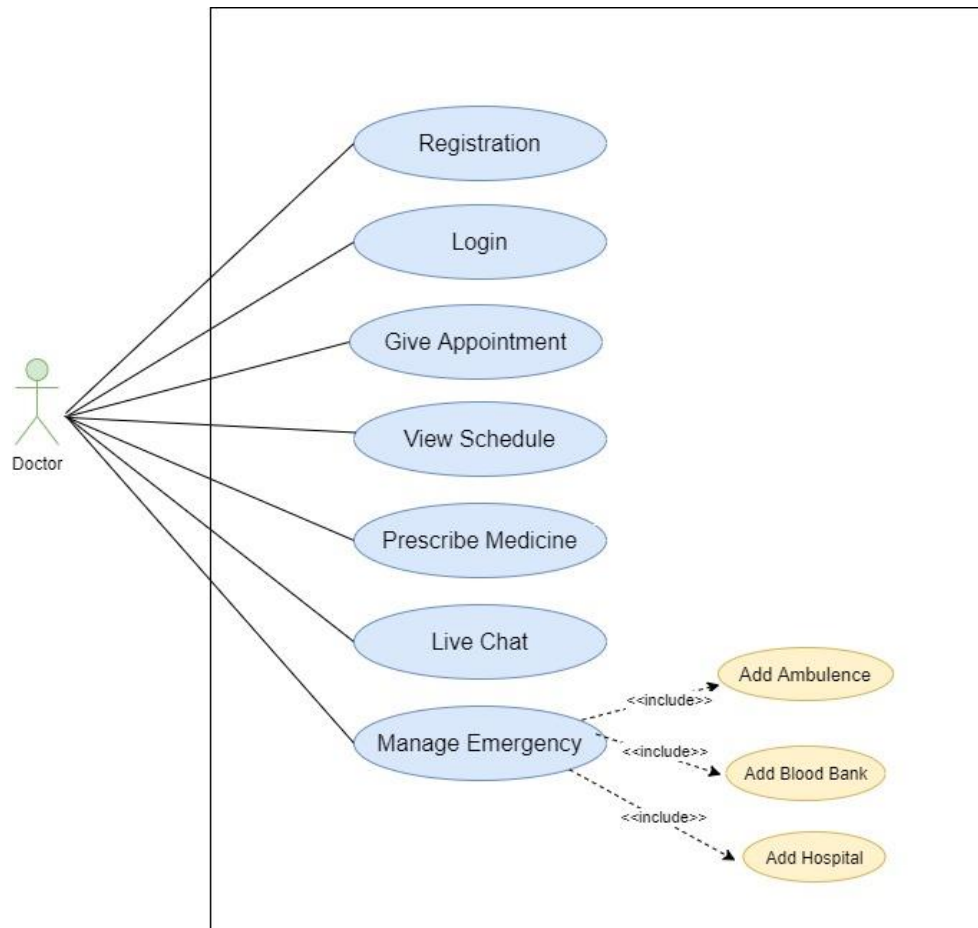 Registration
Login
Give Appointment
View Schedule
Doctor
Prescribe Medicine
Live Chat
Add Ambulence
<<include>>
Manage Emergency
<<include>>
Add Blood Bank
<<include>>
Add Hospital